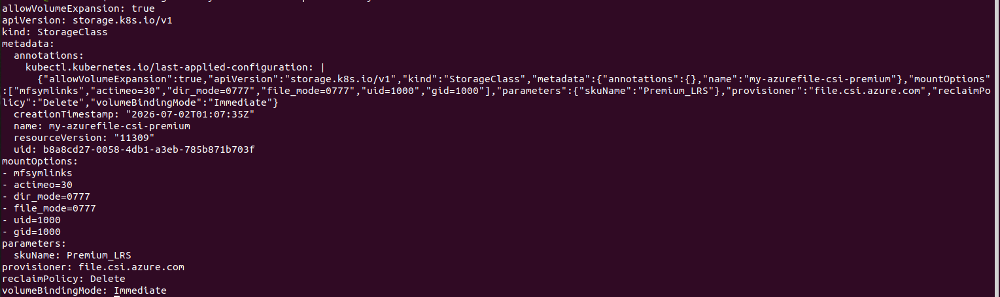 allowVolumeExpansion: true
apiVersion: storage.k8s.io/v1
kind: StorageClass
metadata:
  annotations:
    kubectl.kubernetes.io/last-applied-configuration: |
      {"allowVolumeExpansion":true,"apiVersion":"storage.k8s.io/v1","kind":"StorageClass","metadata":{"annotations":{},"name":"my-azurefile-csi-premium"},"mountOptions"
:["mfsymlinks","actimeo=30","dir_mode=0777","file_mode=0777","uid=1000","gid=1000"],"parameters":{"skuName":"Premium_LRS"},"provisioner":"file.csi.azure.com","reclaimPo
licy":"Delete","volumeBindingMode":"Immediate"}
  creationTimestamp: "2026-07-02T01:07:35Z"
  name: my-azurefile-csi-premium
  resourceVersion: "11309"
  uid: b8a8cd27-0058-4db1-a3eb-785b871b703f
mountOptions:
- mfsymlinks
- actimeo=30
- dir_mode=0777
- file_mode=0777
- uid=1000
- gid=1000
parameters:
  skuName: Premium_LRS
provisioner: file.csi.azure.com
reclaimPolicy: Delete
volumeBindingMode: Immediate